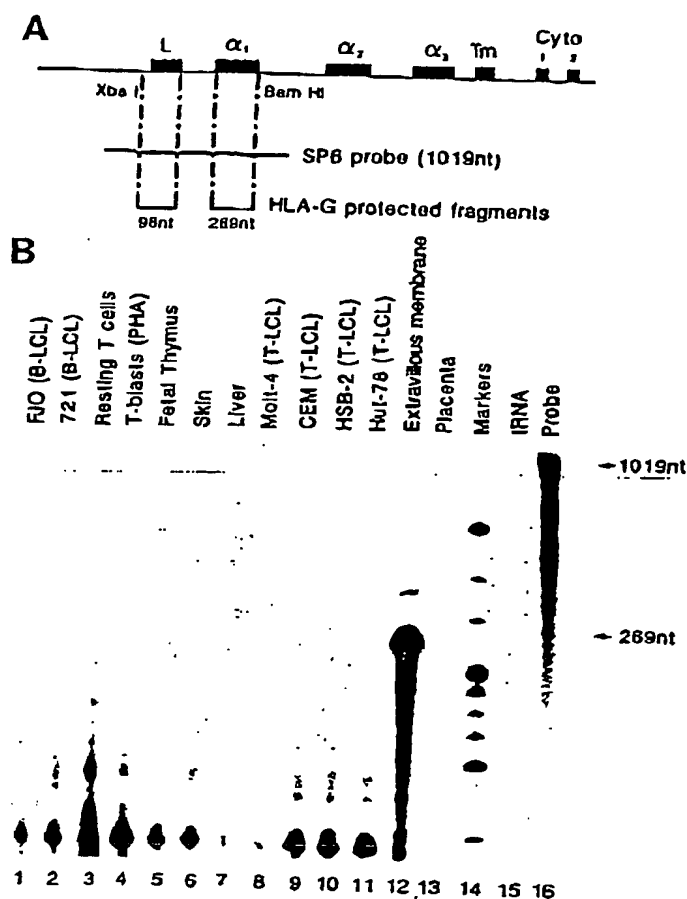 A
L α₁ α₂ α₃ Tm Cyto
1 2
Xba I Bam HI
SP6 probe (1019nt)
HLA-G protected fragments
98nt 269nt
B
FJO (B-LCL)
721 (B-LCL)
Resting T cells
T-blasts (PHA)
Fetal Thymus
Skin
Liver
Molt-4 (T-LCL)
CEM (T-LCL)
HSB-2 (T-LCL)
Hut-78 (T-LCL)
Extravillous membrane
Placenta
Markers
tRNA
Probe
1019nt
269nt
1 2 3 4 5 6 7 8 9 10 11 12 13 14 15 16